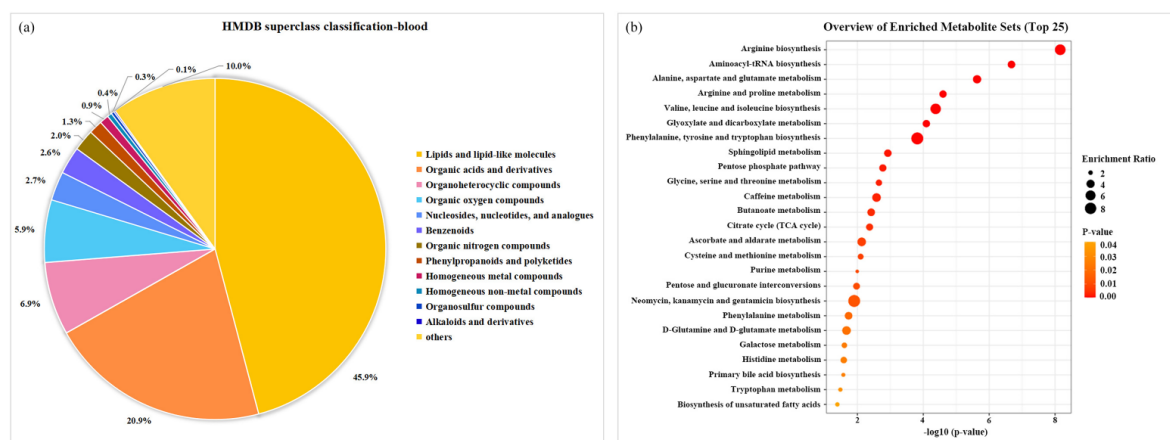 (a)
HMDB superclass classification-blood
0.1%
10.0%
0.3%
0.4%
0.9%
1.3%
2.0%
2.6%
2.7%
5.9%
6.9%
20.9%
45.9%
Lipids and lipid-like molecules
Organic acids and derivatives
Organoheterocyclic compounds
Organic oxygen compounds
Nucleosides, nucleotides, and analogues
Benzenoids
Organic nitrogen compounds
Phenylpropanoids and polyketides
Homogeneous metal compounds
Homogeneous non-metal compounds
Organosulfur compounds
Alkaloids and derivatives
others
(b)
Overview of Enriched Metabolite Sets (Top 25)
Arginine biosynthesis
Aminoacyl-tRNA biosynthesis
Alanine, aspartate and glutamate metabolism
Arginine and proline metabolism
Valine, leucine and isoleucine biosynthesis
Glyoxylate and dicarboxylate metabolism
Phenylalanine, tyrosine and tryptophan biosynthesis
Sphingolipid metabolism
Pentose phosphate pathway
Glycine, serine and threonine metabolism
Caffeine metabolism
Butanoate metabolism
Citrate cycle (TCA cycle)
Ascorbate and aldarate metabolism
Cysteine and methionine metabolism
Purine metabolism
Pentose and glucuronate interconversions
Neomycin, kanamycin and gentamicin biosynthesis
Phenylalanine metabolism
D-Glutamine and D-glutamate metabolism
Galactose metabolism
Histidine metabolism
Primary bile acid biosynthesis
Tryptophan metabolism
Biosynthesis of unsaturated fatty acids
2 4 6 8
-log10 (p-value)
Enrichment Ratio
2
4
6
8
P-value
0.04
0.03
0.02
0.01
0.00